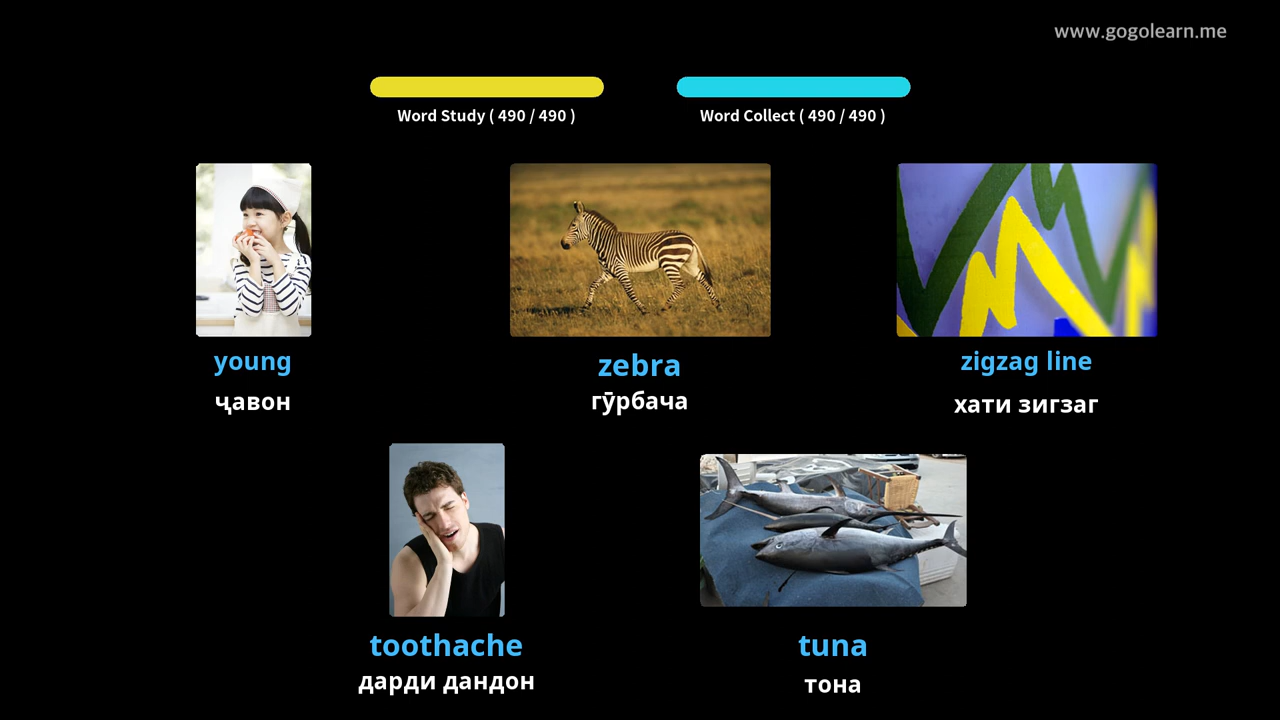 www.gogolearn.me
Word Study ( 490 / 490 )
Word Collect ( 490 / 490 )
young
ҷавон
zebra
гӯрбача
zigzag line
хати зигзаг
toothache
дарди дандон
tuna
тона